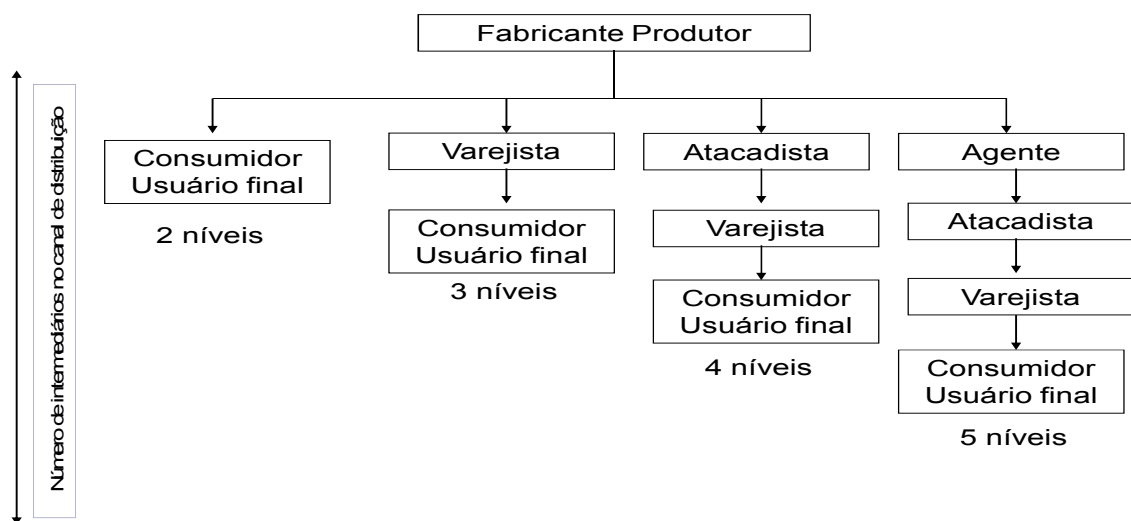 Fabricante Produtor
Número de intermediários no canal de distribuição
Consumidor
Usuário final
2 níveis
Varejista
Consumidor
Usuário final
3 níveis
Atacadista
Varejista
Consumidor
Usuário final
4 níveis
Agente
Atacadista
Varejista
Consumidor
Usuário final
5 níveis